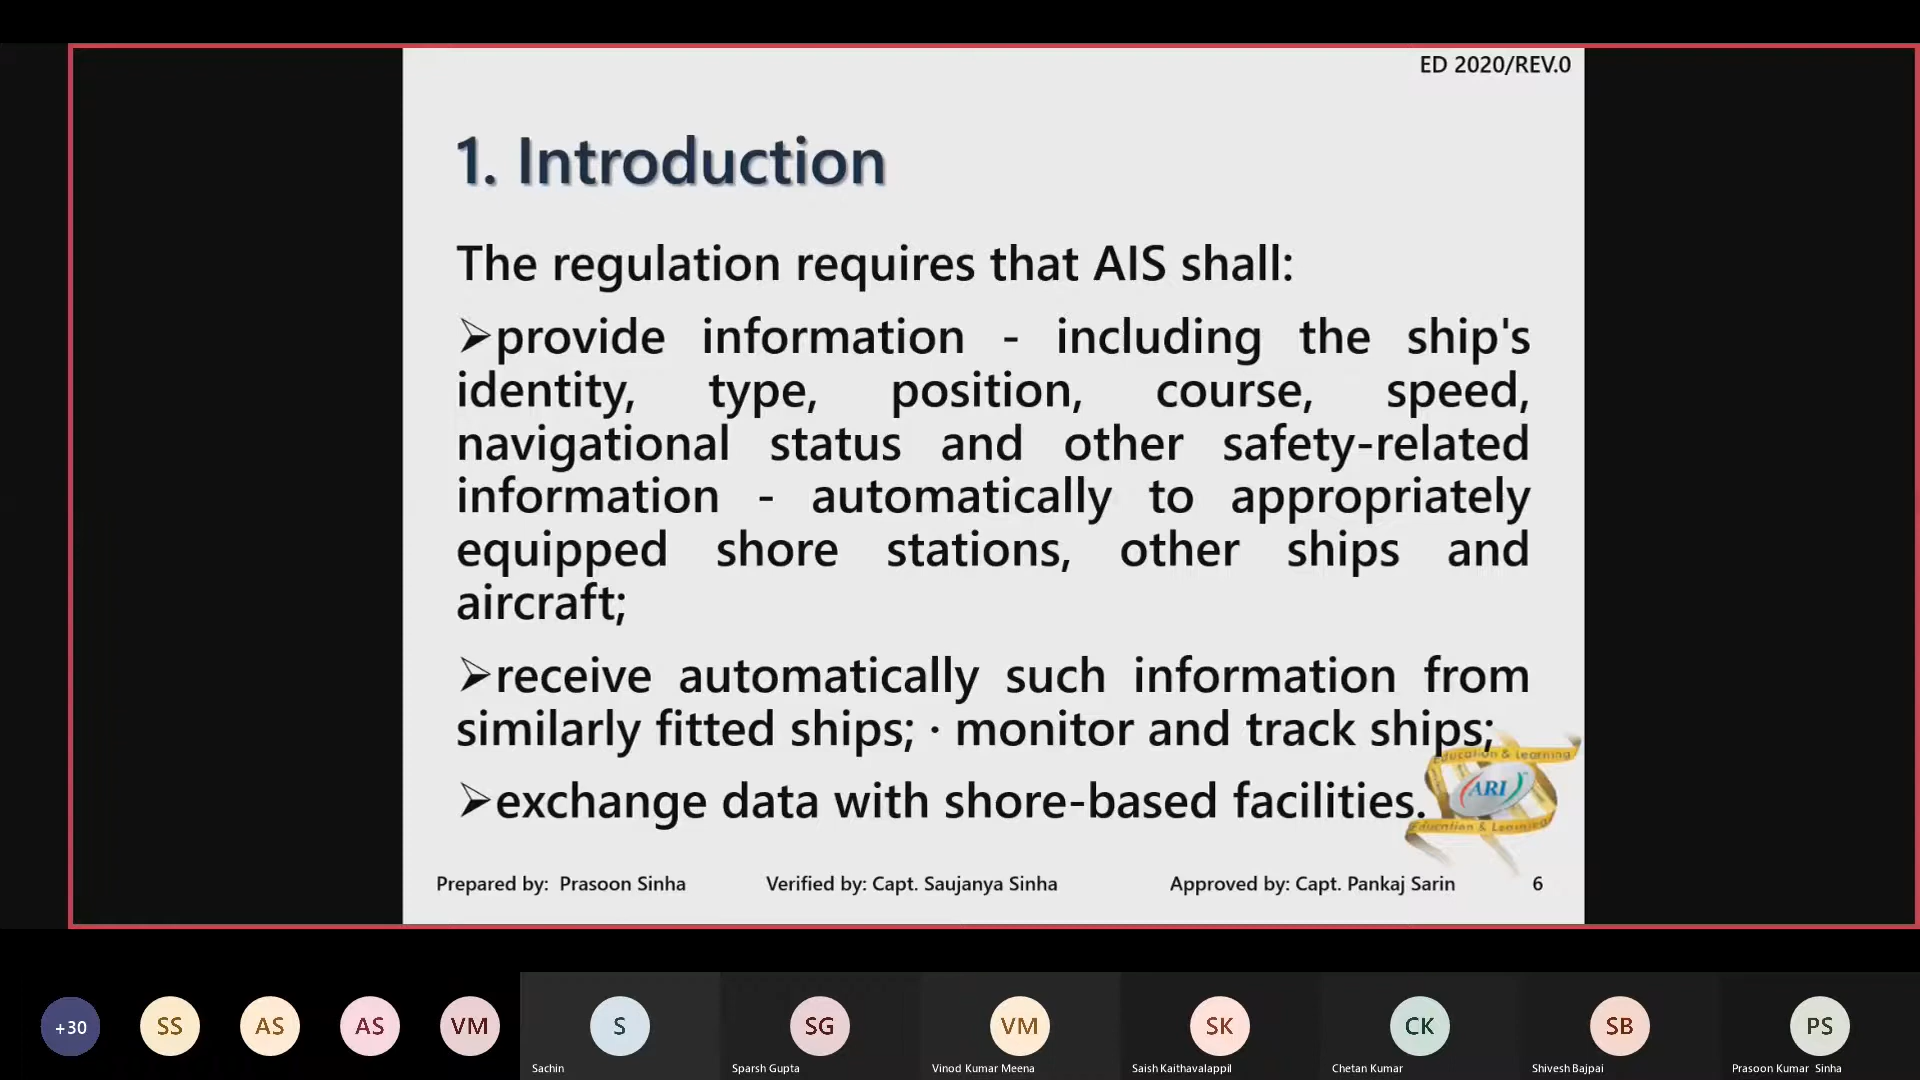 ED 2020/REV.0
1. Introduction
The regulation requires that AIS shall:
➢provide information - including the ship's
identity, type, position, course, speed,
navigational status and other safety-related
information - automatically to appropriately
equipped shore stations, other ships and
aircraft;
➢receive automatically such information from
similarly fitted ships; · monitor and track ships;
➢exchange data with shore-based facilities.
Education & Learning
ARI
Education & Learning
Prepared by: Prasoon Sinha Verified by: Capt. Saujanya Sinha Approved by: Capt. Pankaj Sarin 6
+30 SS AS AS VM S SG VM SK CK SB PS
Sachin Sparsh Gupta Vinod Kumar Meena Saish Kaithavalappil Chetan Kumar Shivesh Bajpai Prasoon Kumar Sinha